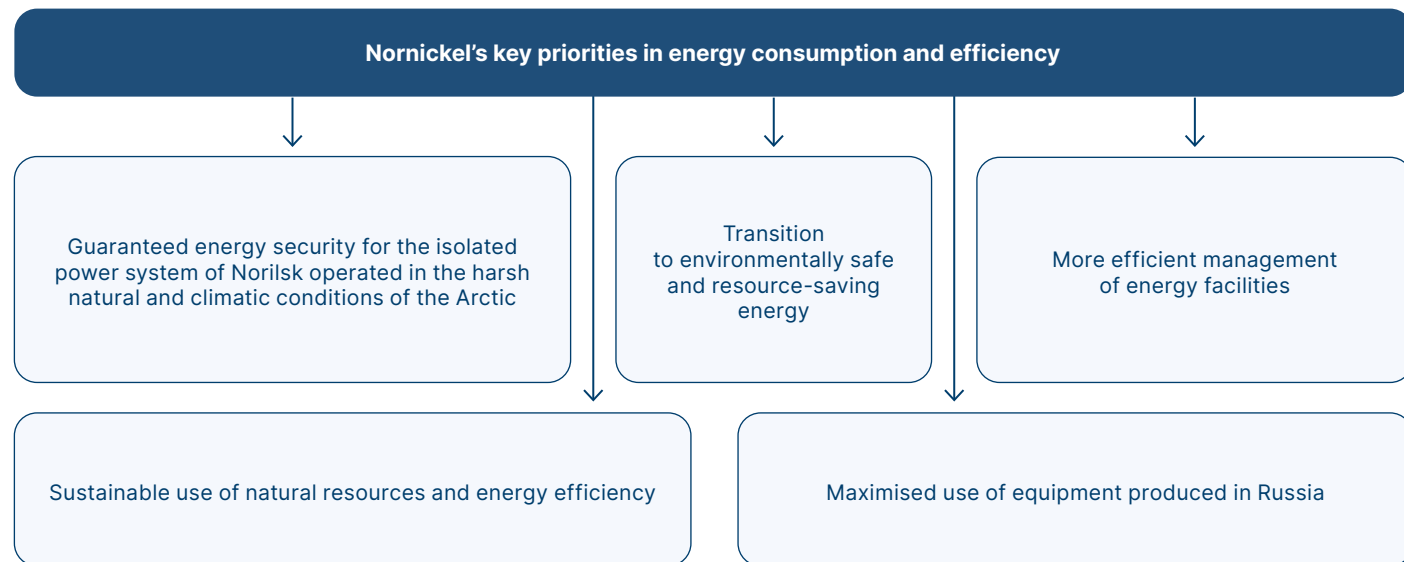 Nornickel’s key priorities in energy consumption and efficiency
Guaranteed energy security for the isolated
power system of Norilsk operated in the harsh
natural and climatic conditions of the Arctic
Transition
to environmentally safe
and resource-saving
energy
More efficient management
of energy facilities
Sustainable use of natural resources and energy efficiency
Maximised use of equipment produced in Russia